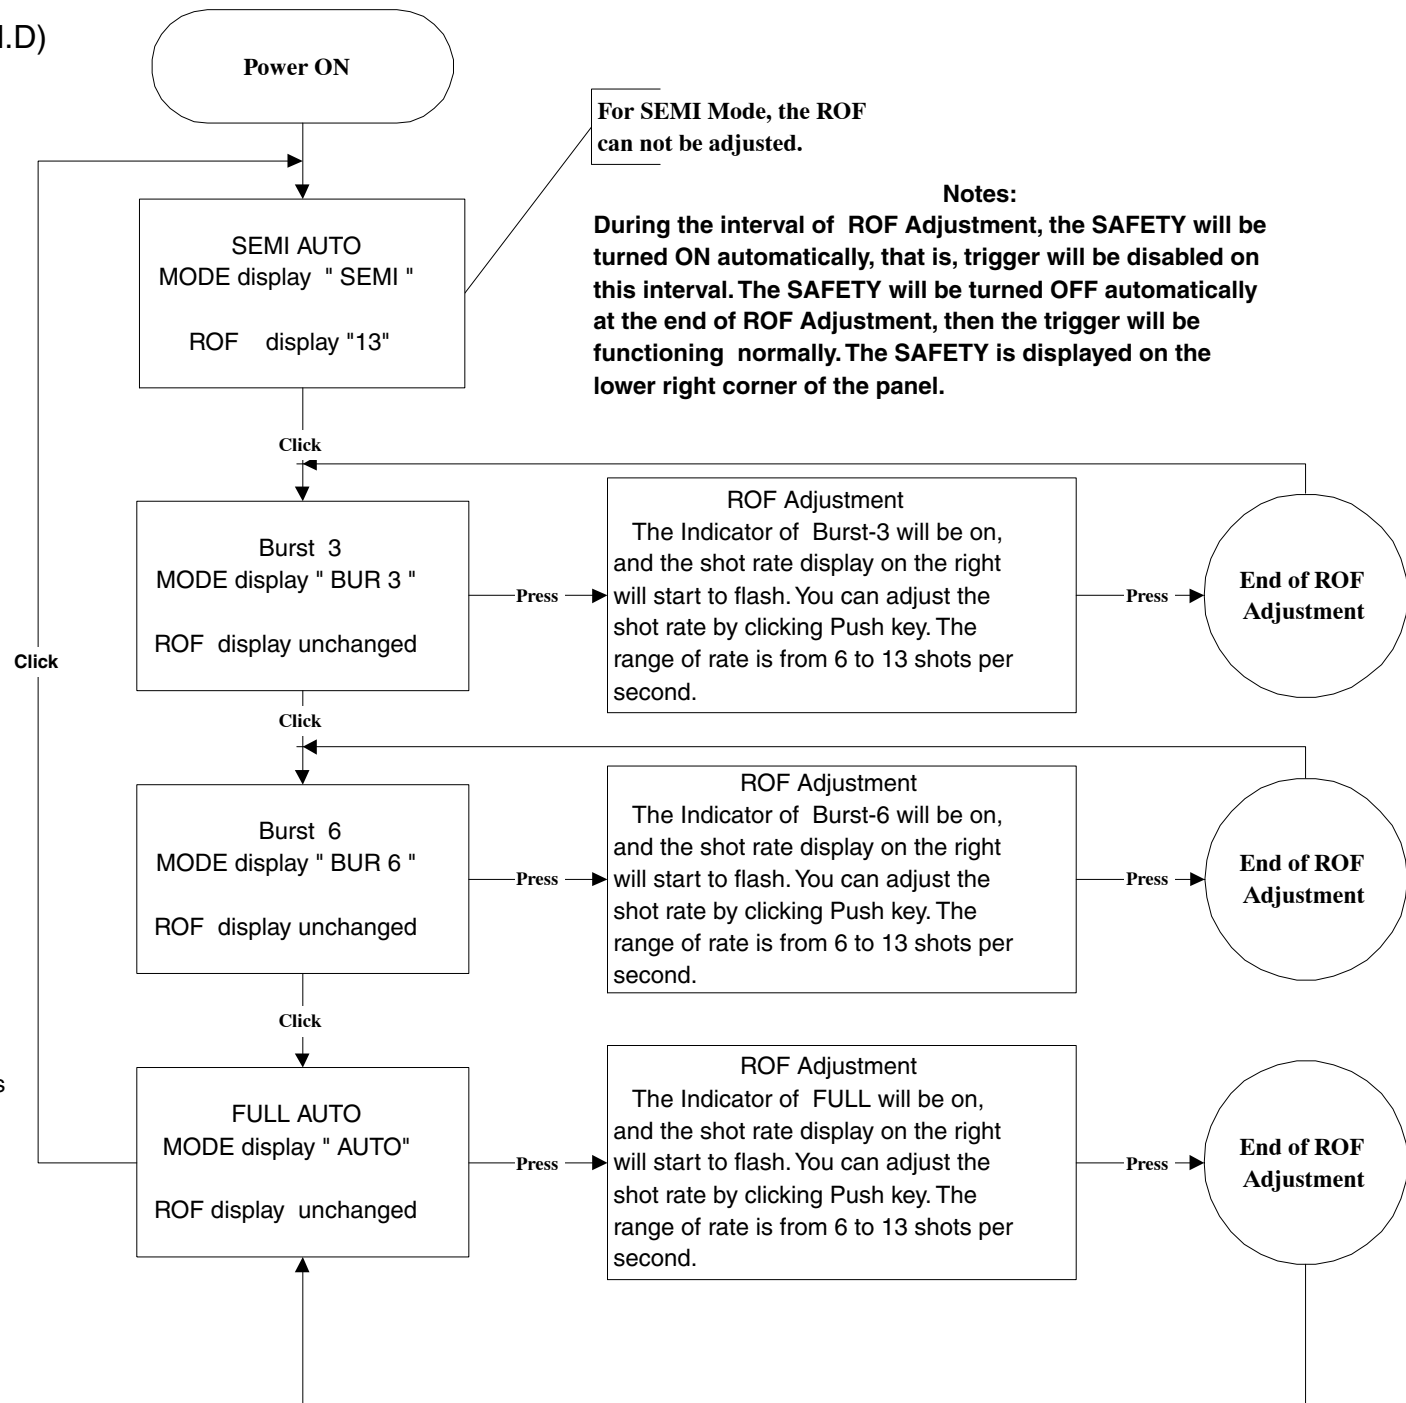 I.D)
Power ON
For SEMI Mode, the ROF
can not be adjusted.
Notes:
During the interval of ROF Adjustment, the SAFETY will be
turned ON automatically, that is, trigger will be disabled on
this interval. The SAFETY will be turned OFF automatically
at the end of ROF Adjustment, then the trigger will be
functioning normally. The SAFETY is displayed on the
lower right corner of the panel.
SEMI AUTO
MODE display " SEMI "
ROF display "13"
Click
Burst 3
MODE display " BUR 3 "
ROF display unchanged
Press
ROF Adjustment
The Indicator of Burst-3 will be on,
and the shot rate display on the right
will start to flash. You can adjust the
shot rate by clicking Push key. The
range of rate is from 6 to 13 shots per
second.
Press
End of ROF
Adjustment
Click
Click
Burst 6
MODE display " BUR 6 "
ROF display unchanged
Press
ROF Adjustment
The Indicator of Burst-6 will be on,
and the shot rate display on the right
will start to flash. You can adjust the
shot rate by clicking Push key. The
range of rate is from 6 to 13 shots per
second.
Press
End of ROF
Adjustment
Click
s
FULL AUTO
MODE display " AUTO"
ROF display unchanged
Press
ROF Adjustment
The Indicator of FULL will be on,
and the shot rate display on the right
will start to flash. You can adjust the
shot rate by clicking Push key. The
range of rate is from 6 to 13 shots per
second.
Press
End of ROF
Adjustment